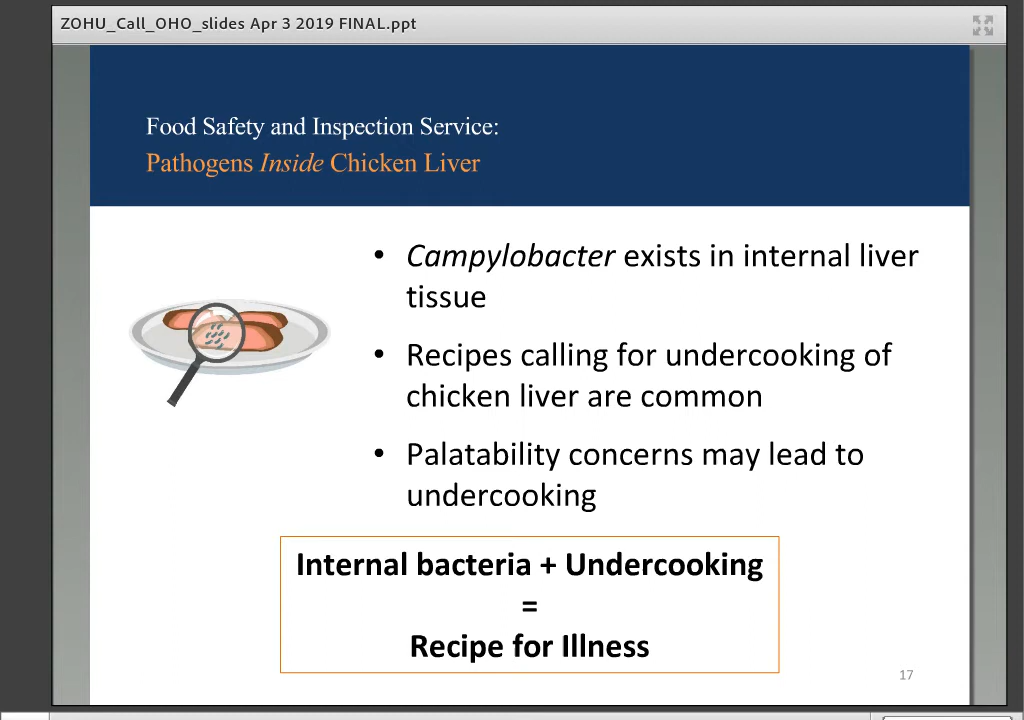 ZOHU_Call_OHO_slides Apr 3 2019 FINAL.ppt
Food Safety and Inspection Service:
Pathogens Inside Chicken Liver
• Campylobacter exists in internal liver
tissue
• Recipes calling for undercooking of
chicken liver are common
• Palatability concerns may lead to
undercooking
Internal bacteria + Undercooking
=
Recipe for Illness
17